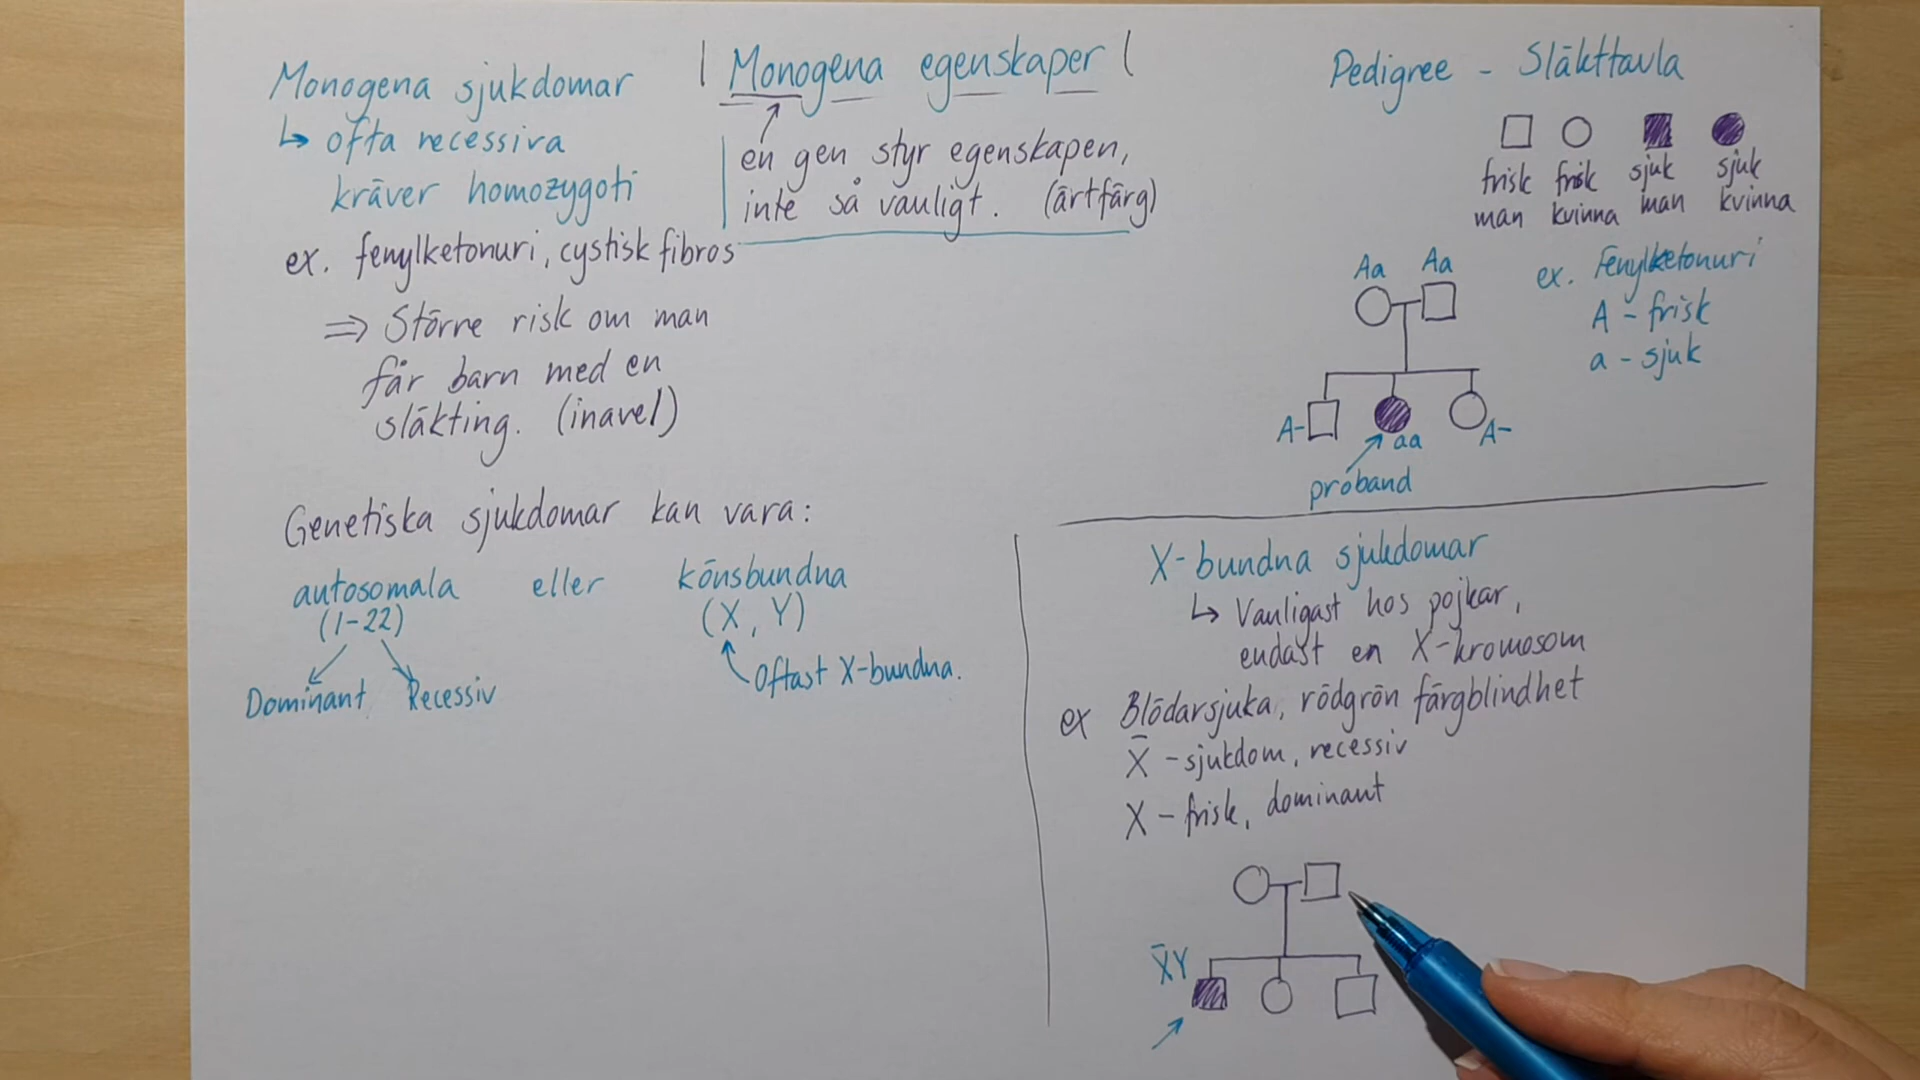 Monogena sjukdomar
↳ ofta recessiva
kräver homozygoti
ex. fenylketonuri, cystisk fibros
⇒ Större risk om man
får barn med en
släkting. (inavel)
Monogena egenskaper
en gen styr egenskapen,
inte så vanligt. (ärtfärg)
Genetiska sjukdomar kan vara:
autosomala eller könsbundna
(1-22) (X, Y)
Dominant Recessiv
Oftast X-bundna.
Pedigree - Släkttavla
frisk man
frisk kvinna
sjuk man
sjuk kvinna
ex. Fenylketonuri
A - frisk
a - sjuk
Aa Aa
A- aa A-
proband
X-bundna sjukdomar
↳ Vanligast hos pojkar,
endast en X-kromosom
ex Blödarsjuka, rödgrön färgblindhet
X̄ - sjukdom, recessiv
X - frisk, dominant
X̄Y